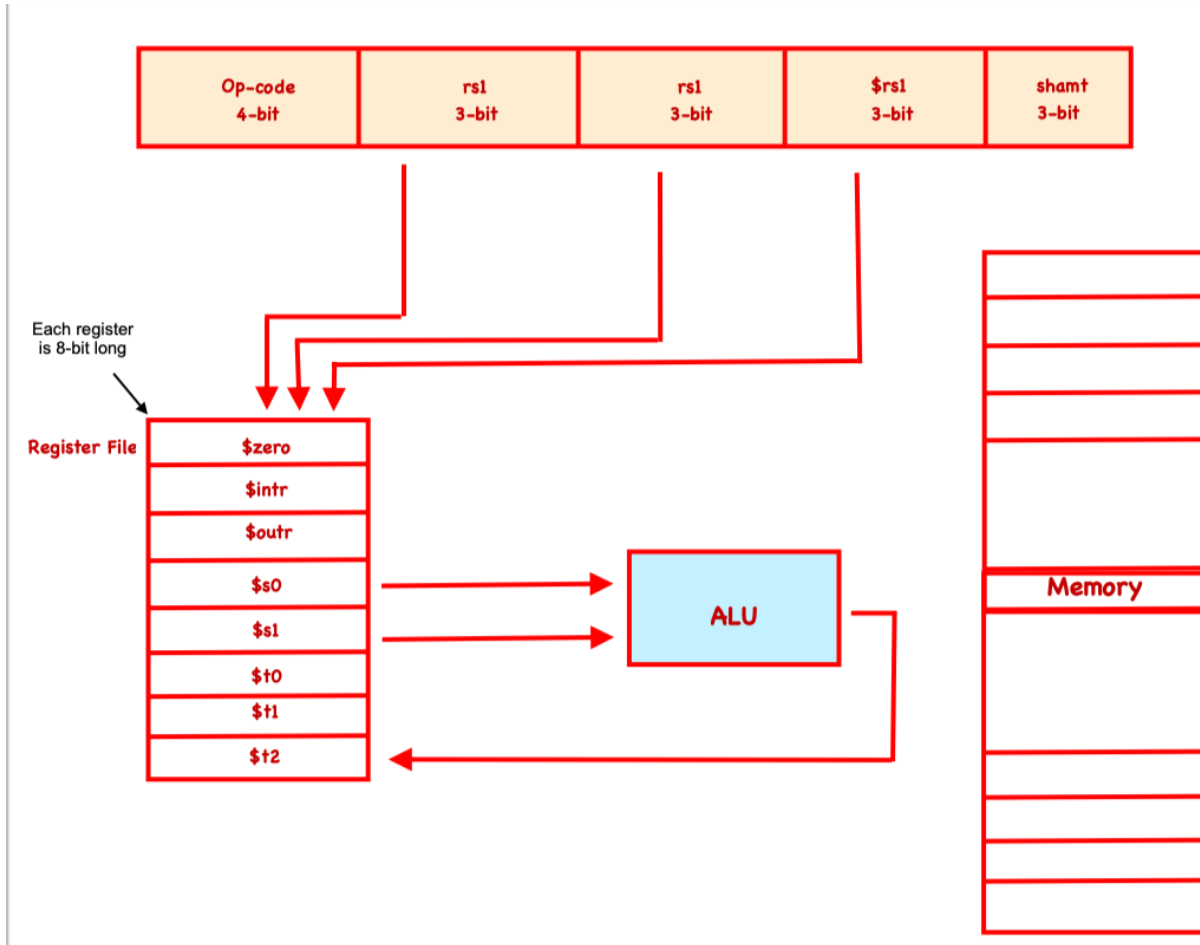 Op-code
4-bit
rs1
3-bit
rs1
3-bit
$rs1
3-bit
shamt
3-bit
Each register
is 8-bit long
Register File
$zero
$intr
$outr
$s0
$s1
$t0
$t1
$t2
ALU
Memory